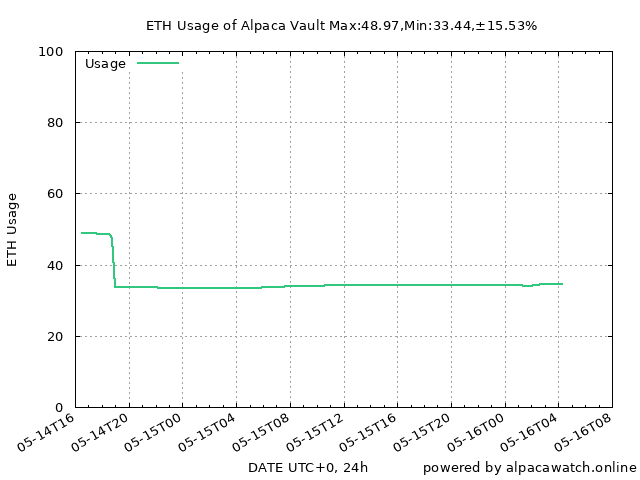 ETH Usage of Alpaca Vault Max:48.97,Min:33.44,±15.53%
Usage
100
80
60
40
20
0
ETH Usage
05-14T16
05-14T20
05-15T00
05-15T04
05-15T08
05-15T12
05-15T16
05-15T20
05-16T00
05-16T04
05-16T08
DATE UTC+0, 24h
powered by alpacawatch.online